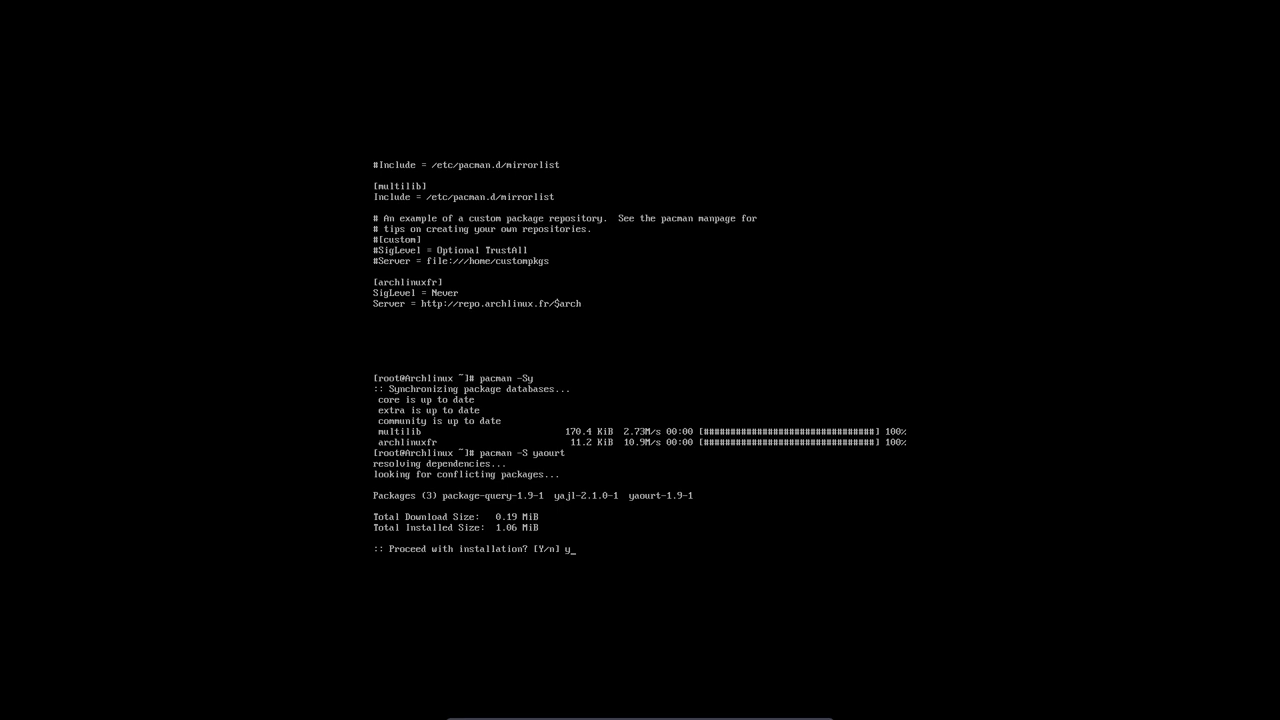 #Include = /etc/pacman.d/mirrorlist
[multilib]
Include = /etc/pacman.d/mirrorlist
# An example of a custom package repository.  See the pacman manpage for
# tips on creating your own repositories.
#[custom]
#SigLevel = Optional TrustAll
#Server = file:///home/custompkgs
[archlinuxfr]
SigLevel = Never
Server = http://repo.archlinux.fr/$arch
[root@Archlinux ~]# pacman -Sy
:: Synchronizing package databases...
 core is up to date
 extra is up to date
 community is up to date
 multilib                           170.4 KiB  2.73M/s 00:00 [################################] 100%
 archlinuxfr                         11.2 KiB  10.9M/s 00:00 [################################] 100%
[root@Archlinux ~]# pacman -S yaourt
resolving dependencies...
looking for conflicting packages...
Packages (3) package-query-1.9-1  yajl-2.1.0-1  yaourt-1.9-1
Total Download Size:   0.19 MiB
Total Installed Size:  1.06 MiB
:: Proceed with installation? [Y/n] y_